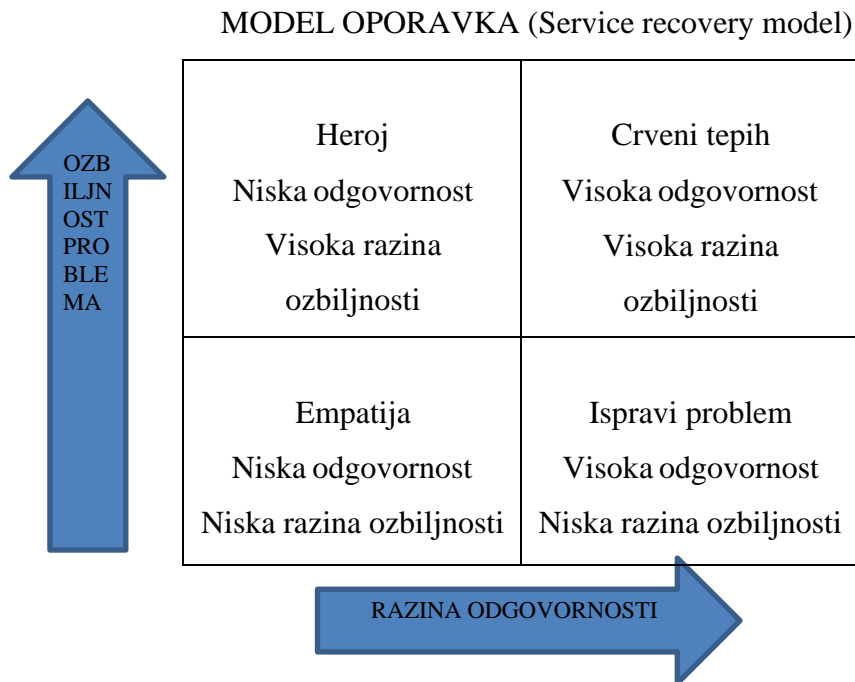 MODEL OPORAVKA (Service recovery model)
OZB
ILJN
OST
PRO
BLE
MA
Heroj
Niska odgovornost
Visoka razina
ozbiljnosti
Crveni tepih
Visoka odgovornost
Visoka razina
ozbiljnosti
Empatija
Niska odgovornost
Niska razina ozbiljnosti
Ispravi problem
Visoka odgovornost
Niska razina ozbiljnosti
RAZINA ODGOVORNOSTI